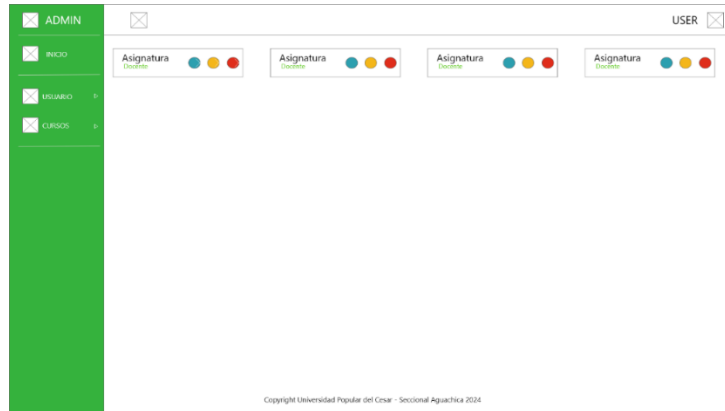 ADMIN
USER
INICIO
Asignatura
Docente
Asignatura
Docente
Asignatura
Docente
Asignatura
Docente
USUARIO
CURSOS
Copyright Universidad Popular del Cesar - Seccional Aguachica 2024